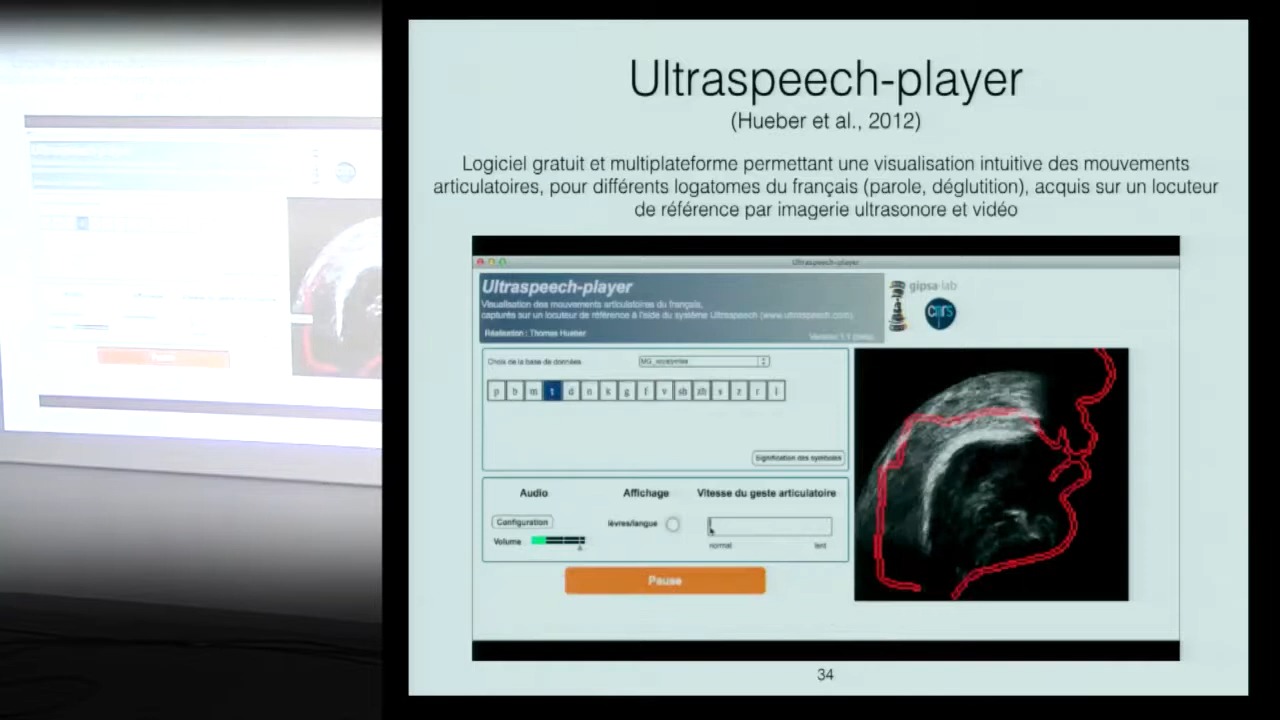 Ultraspeech-player
(Hueber et al., 2012)
Logiciel gratuit et multiplateforme permettant une visualisation intuitive des mouvements
articulatoires, pour différents logatomes du français (parole, déglutition), acquis sur un locuteur
de référence par imagerie ultrasonore et vidéo
Ultraspeech-player
Ultraspeech-player
Visualisation des mouvements articulatoires du français,
capturés sur un locuteur de référence à l'aide du système Ultraspeech (www.ultraspeech.com)
Réalisation : Thomas Hueber
gipsa-lab
gipsa-lab
cnrs
Choix de la base de données
p b m t d n k g f v sh zh s z r l
Signification des symboles
Audio Affichage Vitesse du geste articulatoire
Configuration lèvres/langue
Volume normal lent
Pause
34